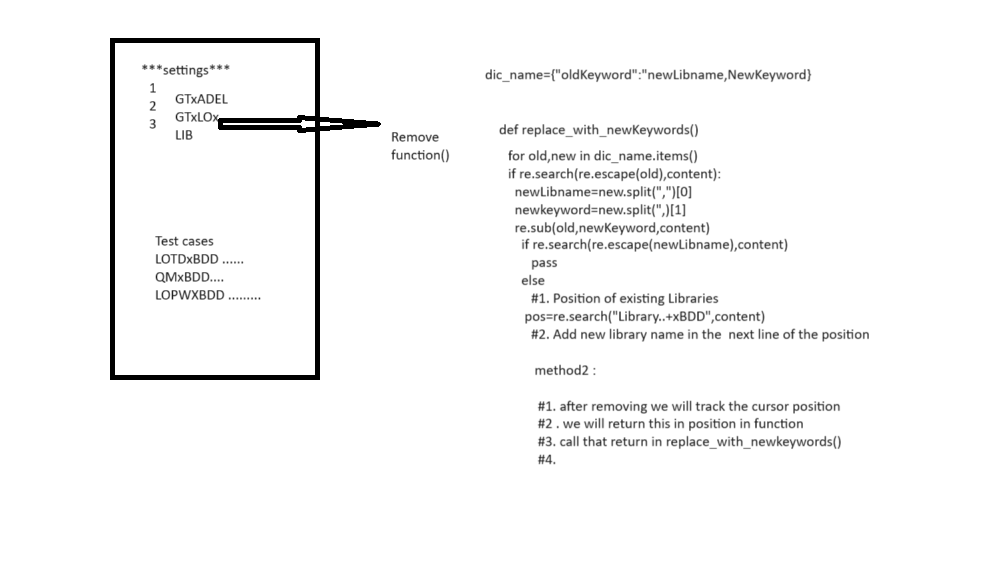 ***settings***
1
GTxADEL
2
GTxLOx
3
LIB
Test cases
LOTDxBDD ......
QMxBDD....
LOPWXBDD .........
Remove
function()
dic_name={"oldKeyword":"newLibname,NewKeyword}
def replace_with_newKeywords()
for old,new in dic_name.items()
if re.search(re.escape(old),content):
newLibname=new.split(",")[0]
newkeyword=new.split(",)[1]
re.sub(old,newKeyword,content)
if re.search(re.escape(newLibname),content)
pass
else
#1. Position of existing Libraries
pos=re.search("Library..+xBDD",content)
#2. Add new library name in the next line of the position
method2 :
#1. after removing we will track the cursor position
#2 . we will return this in position in function
#3. call that return in replace_with_newkeywords()
#4.